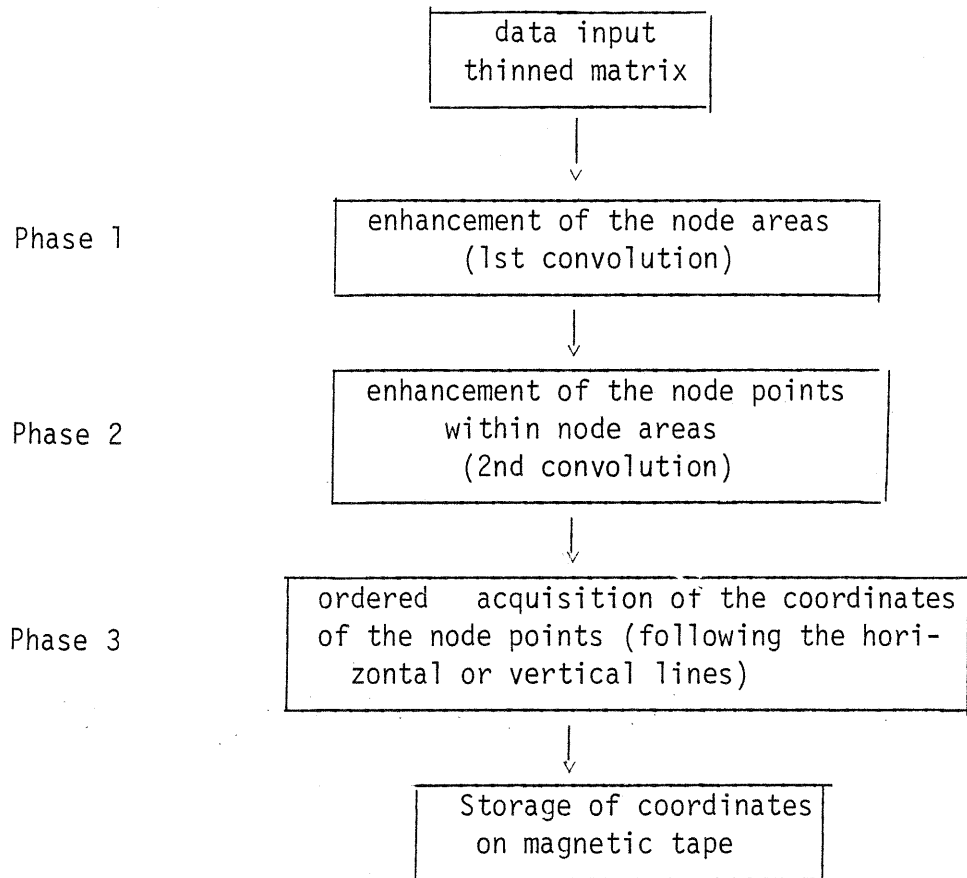 data input
thinned matrix
Phase 1
enhancement of the node areas
(1st convolution)
Phase 2
enhancement of the node points
within node areas
(2nd convolution)
Phase 3
ordered acquisition of the coordinates
of the node points (following the hori-
zontal or vertical lines)
Storage of coordinates
on magnetic tape